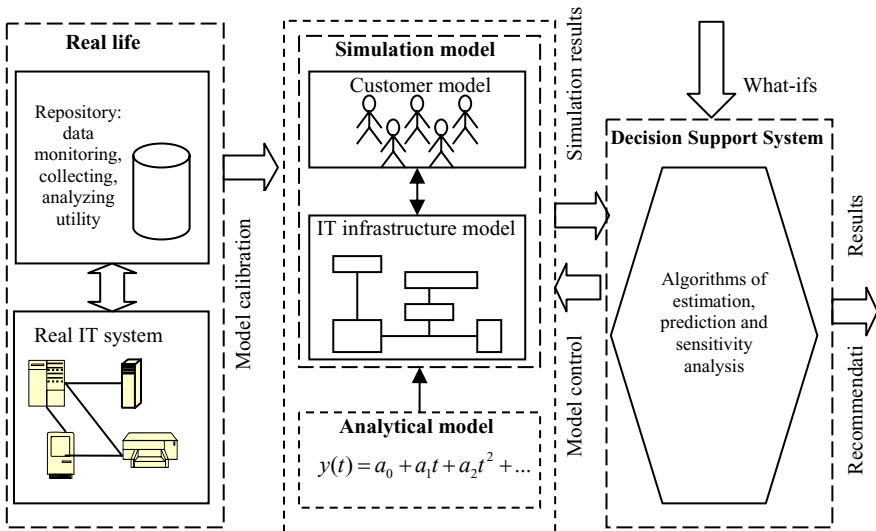 Real life
Repository:
data
monitoring,
collecting,
analyzing
utility
Real IT system
Model calibration
Simulation model
Customer model
IT infrastructure model
Analytical model
y(t) = a₀ + a₁t + a₂t² + ...
Simulation results
Model control
What-ifs
Decision Support System
Algorithms of
estimation,
prediction and
sensitivity
analysis
Results
Recommendati